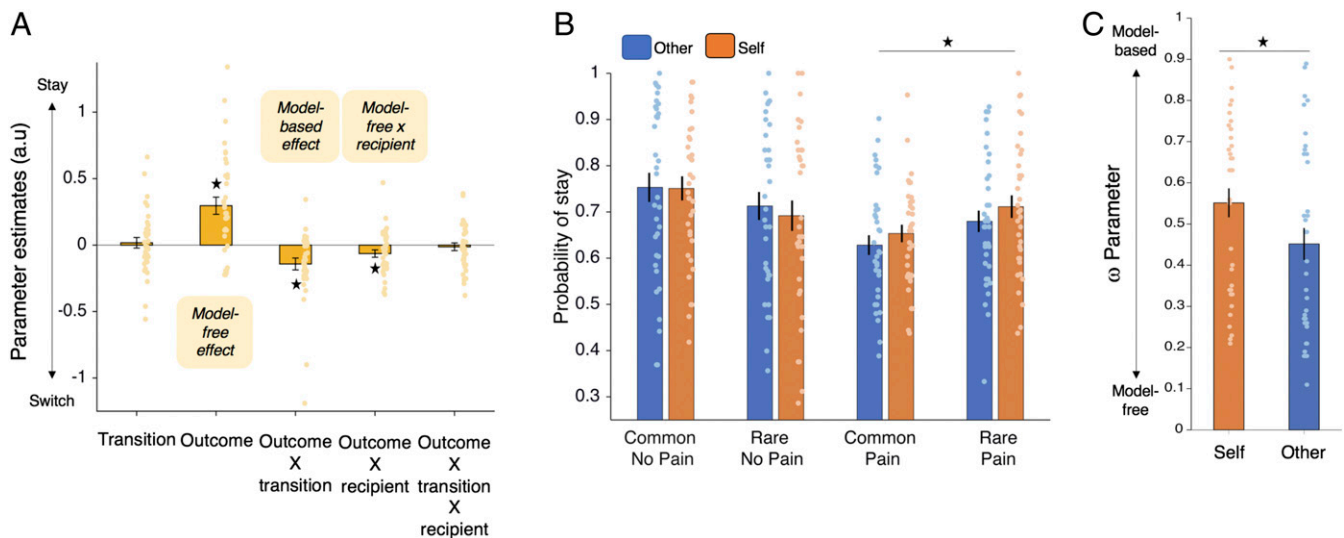 A
Parameter estimates (a.u)
Stay
Switch
1
0.5
0
-0.5
-1
Model-
based
effect
Model-
free x
recipient
Model-
free
effect
Transition
Outcome
Outcome
X
transition
Outcome
X
recipient
Outcome
X
transition
X
recipient
B
Other
Self
Probability of stay
1
0.9
0.8
0.7
0.6
0.5
0.4
0.3
Common
No Pain
Rare
No Pain
Common
Pain
Rare
Pain
C
Model-
based
ω Parameter
Model-
free
1
0.9
0.8
0.7
0.6
0.5
0.4
0.3
0.2
0.1
0
Self
Other